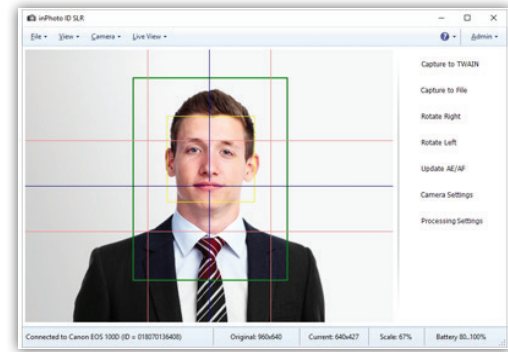 inPhoto ID SLR
File View Camera Live View ? Admin
Capture to TWAIN
Capture to File
Rotate Right
Rotate Left
Update AE/AF
Camera Settings
Processing Settings
Connected to Canon EOS 100D (ID = 018070136408) Original: 960x640 Current: 640x427 Scale: 67% Battery 80..100%